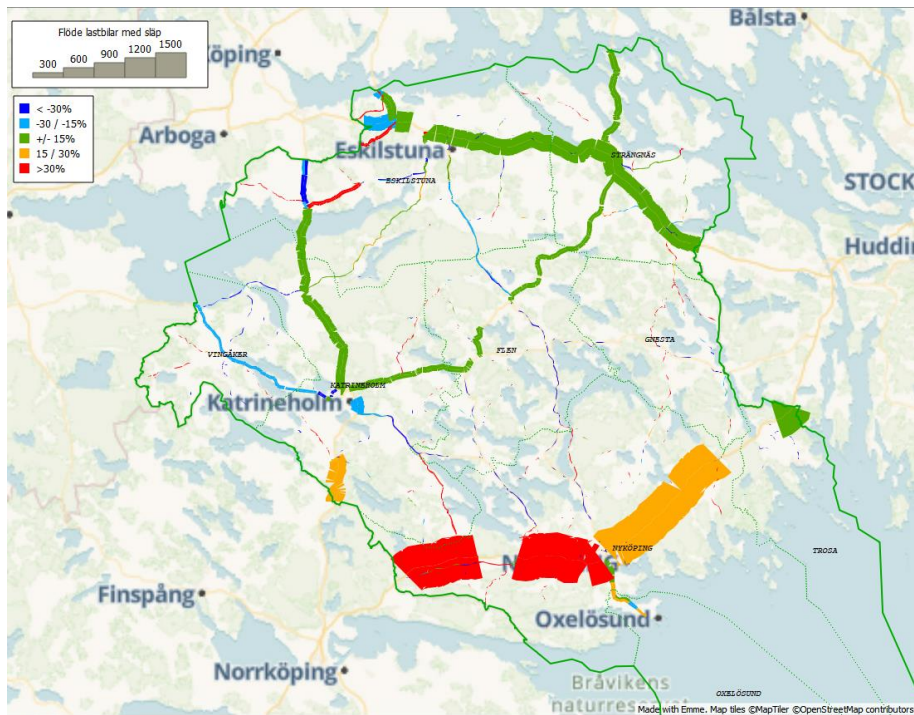 Flöde lastbilar med släp
300 600 900 1200 1500
< -30%
-30 / -15%
+/- 15%
15 / 30%
>30%
Köping
Bålsta
Arboga
Eskilstuna
STRÄNGNÄS
ESKILSTUNA
STOCK
Hudding
VINGÅKER
FLEN
GNESTA
KATRINEHOLM
Katrineholm
NYKÖPING
TROSA
Finspång
Oxelösund
Norrköping
Bråvikens
OXELÖSUND
Made with Emme. Map tiles ©MapTiler ©OpenStreetMap contributors